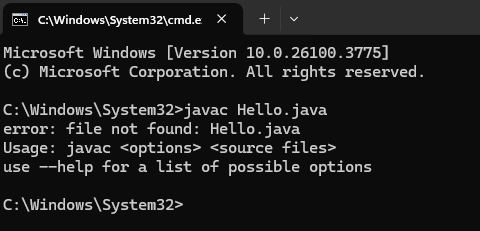 C:\Windows\System32\cmd.e
Microsoft Windows [Version 10.0.26100.3775]
(c) Microsoft Corporation. All rights reserved.
C:\Windows\System32>javac Hello.java
error: file not found: Hello.java
Usage: javac <options> <source files>
use --help for a list of possible options
C:\Windows\System32>